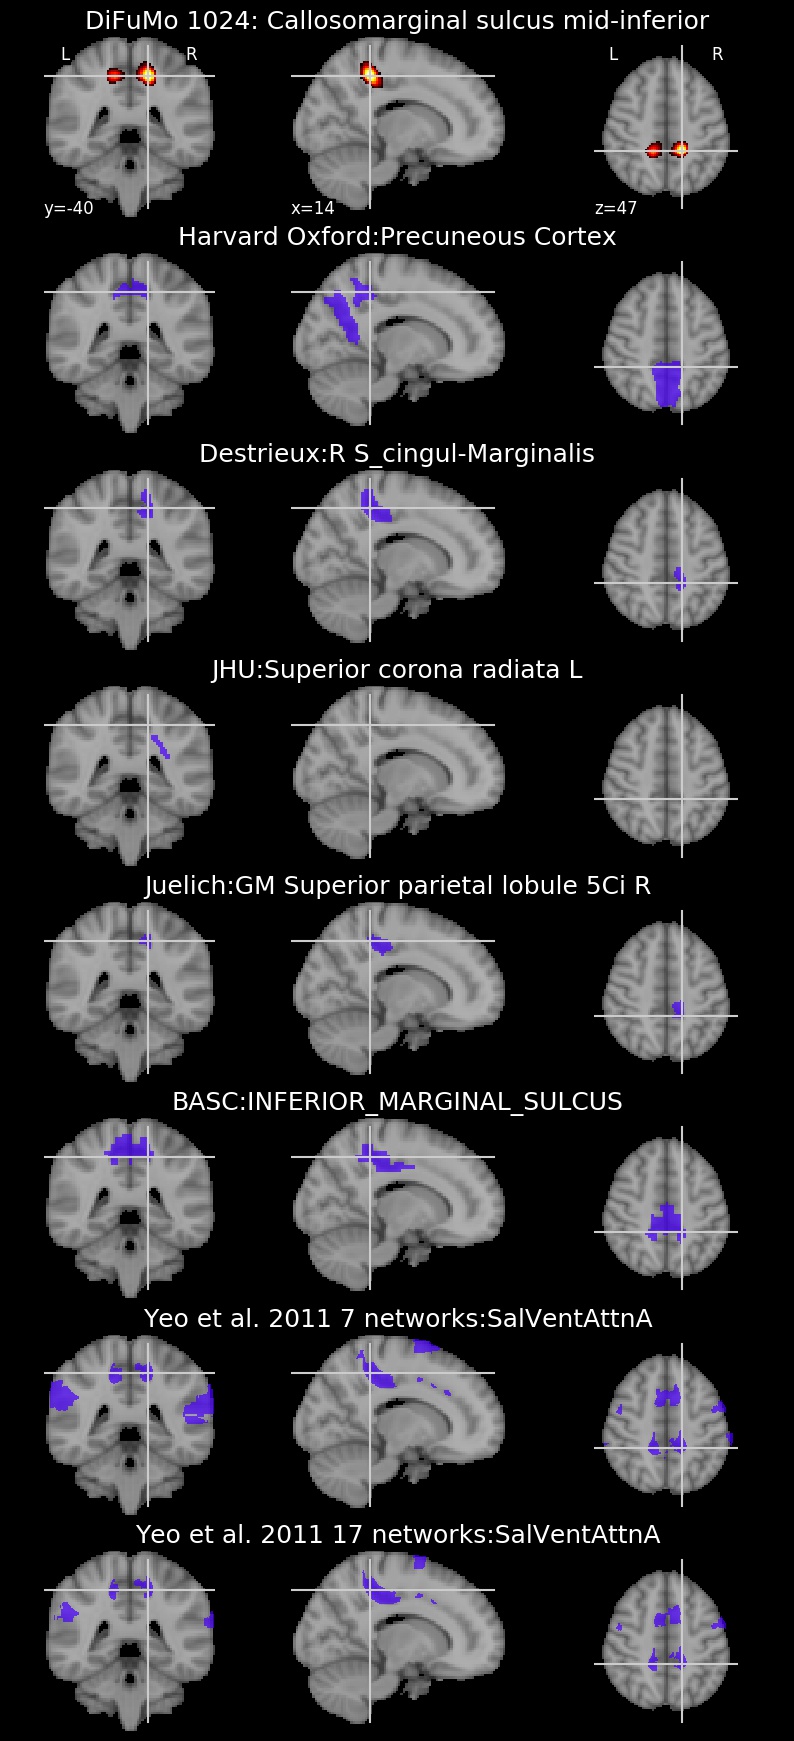 DiFuMo 1024: Callosomarginal sulcus mid-inferior
L R L R
y=-40 x=14 z=47
Harvard Oxford:Precuneous Cortex
Destrieux:R S_cingul-Marginalis
JHU:Superior corona radiata L
Juelich:GM Superior parietal lobule 5Ci R
BASC:INFERIOR_MARGINAL_SULCUS
Yeo et al. 2011 7 networks:SalVentAttnA
Yeo et al. 2011 17 networks:SalVentAttnA